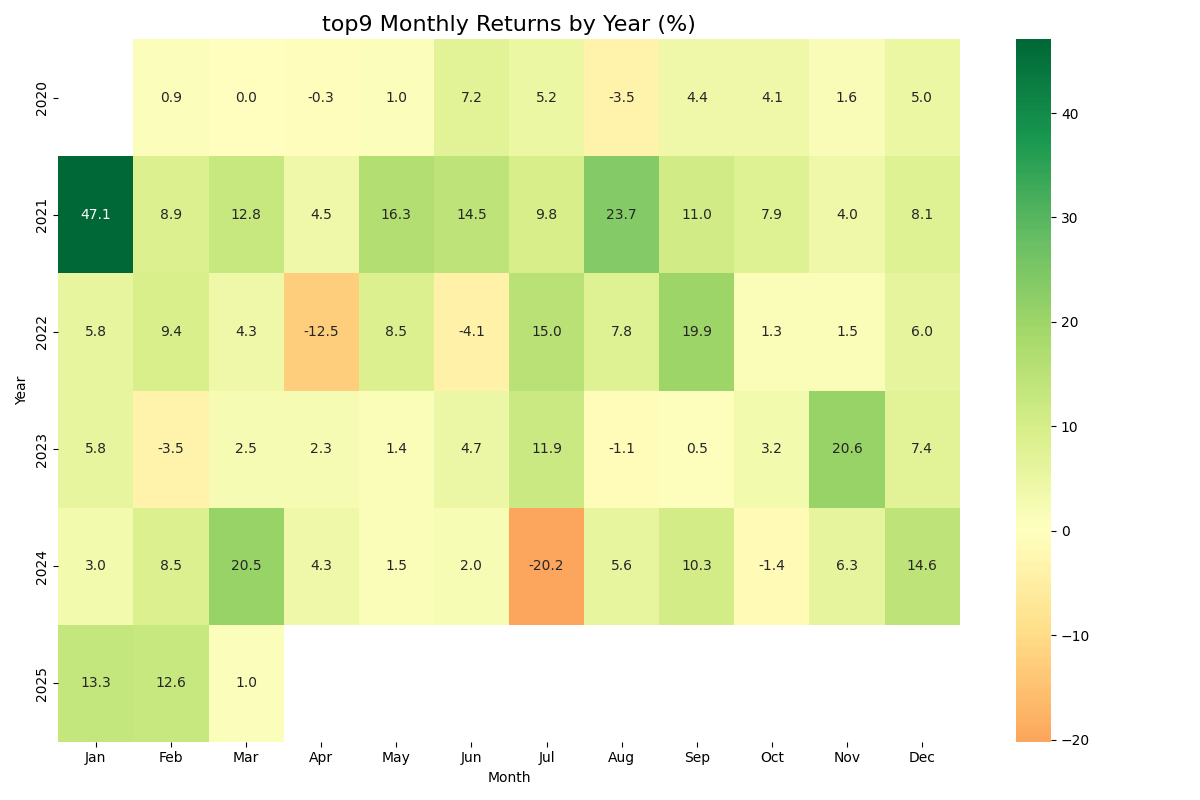 top9 Monthly Returns by Year (%)
2020 0.9 0.0 -0.3 1.0 7.2 5.2 -3.5 4.4 4.1 1.6 5.0
2021 47.1 8.9 12.8 4.5 16.3 14.5 9.8 23.7 11.0 7.9 4.0 8.1
2022 5.8 9.4 4.3 -12.5 8.5 -4.1 15.0 7.8 19.9 1.3 1.5 6.0
Year
2023 5.8 -3.5 2.5 2.3 1.4 4.7 11.9 -1.1 0.5 3.2 20.6 7.4
2024 3.0 8.5 20.5 4.3 1.5 2.0 -20.2 5.6 10.3 -1.4 6.3 14.6
2025 13.3 12.6 1.0
Jan Feb Mar Apr May Jun Jul Aug Sep Oct Nov Dec
Month
40
30
20
10
0
−10
−20